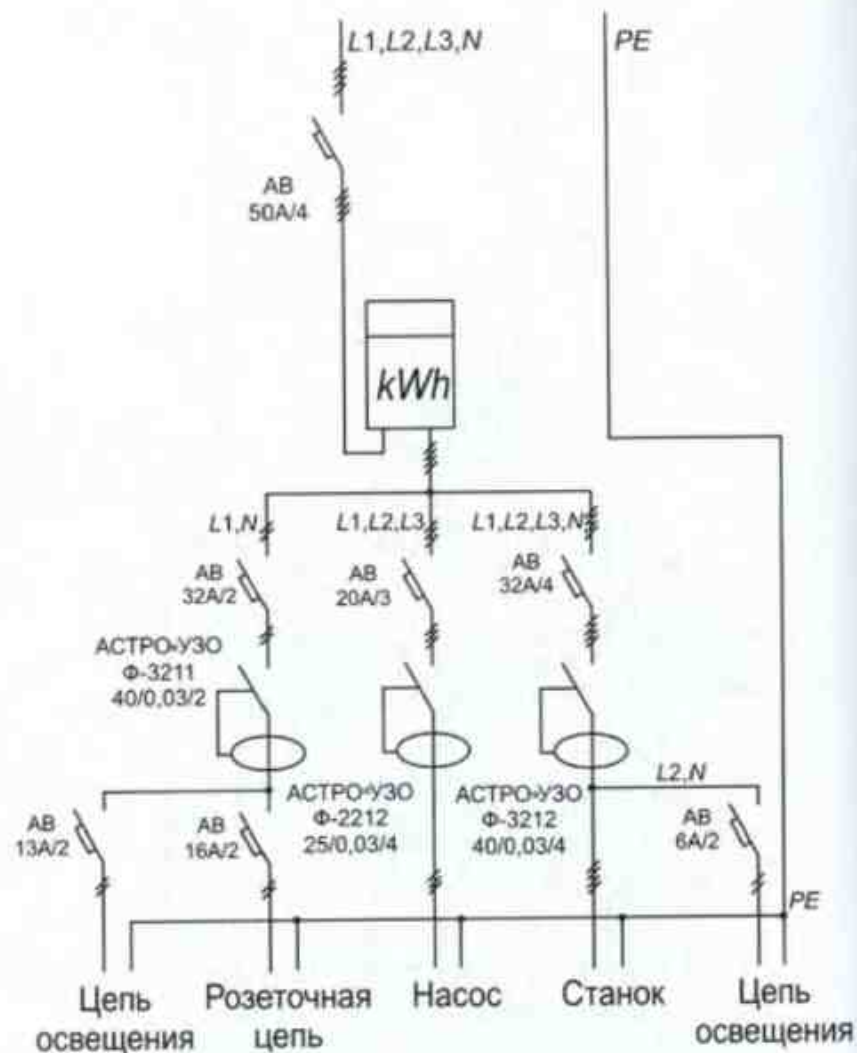 L1,L2,L3,N
PE
АВ
50А/4
kWh
L1,N
L1,L2,L3
L1,L2,L3,N
АВ
32А/2
АВ
20А/3
АВ
32А/4
АСТРО*УЗО
Ф-3211
40/0,03/2
L2,N
АСТРО*УЗО
Ф-2212
25/0,03/4
АСТРО*УЗО
Ф-3212
40/0,03/4
АВ
13А/2
АВ
16А/2
АВ
6А/2
PE
Цепь
освещения
Розеточная
цепь
Насос
Станок
Цепь
освещения